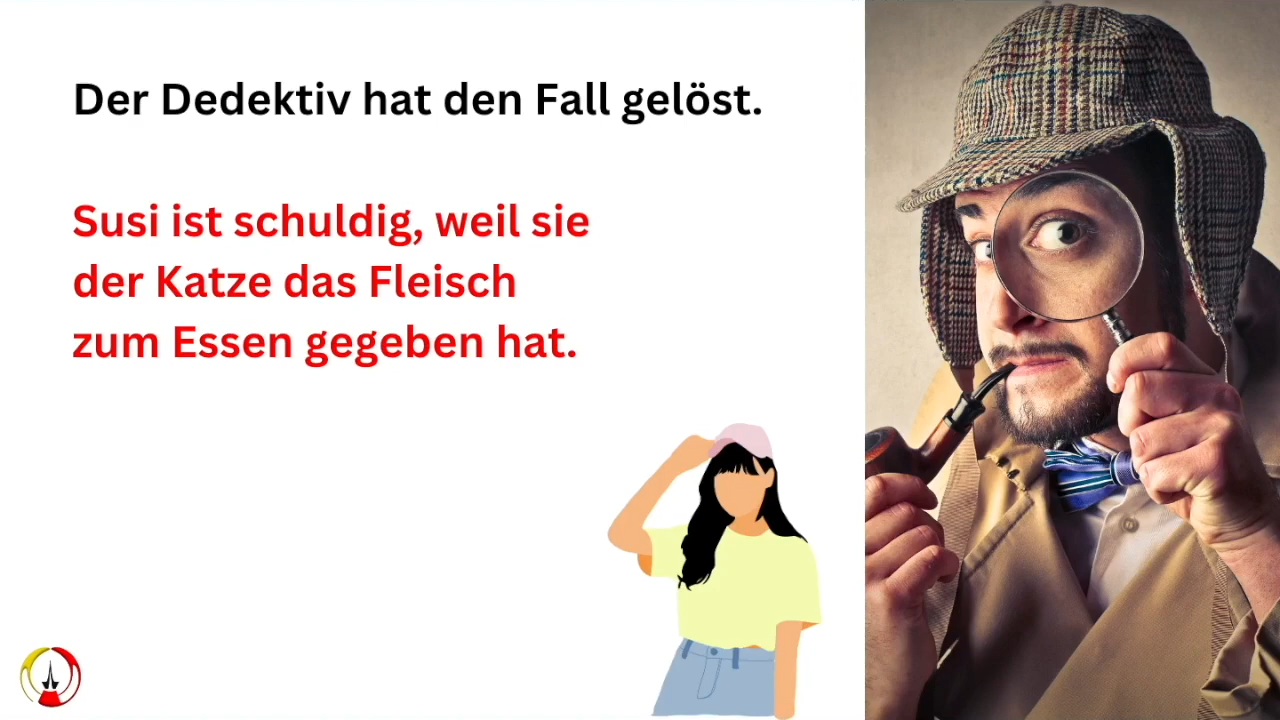 Der Dedektiv hat den Fall gelöst.
Susi ist schuldig, weil sie
der Katze das Fleisch
zum Essen gegeben hat.